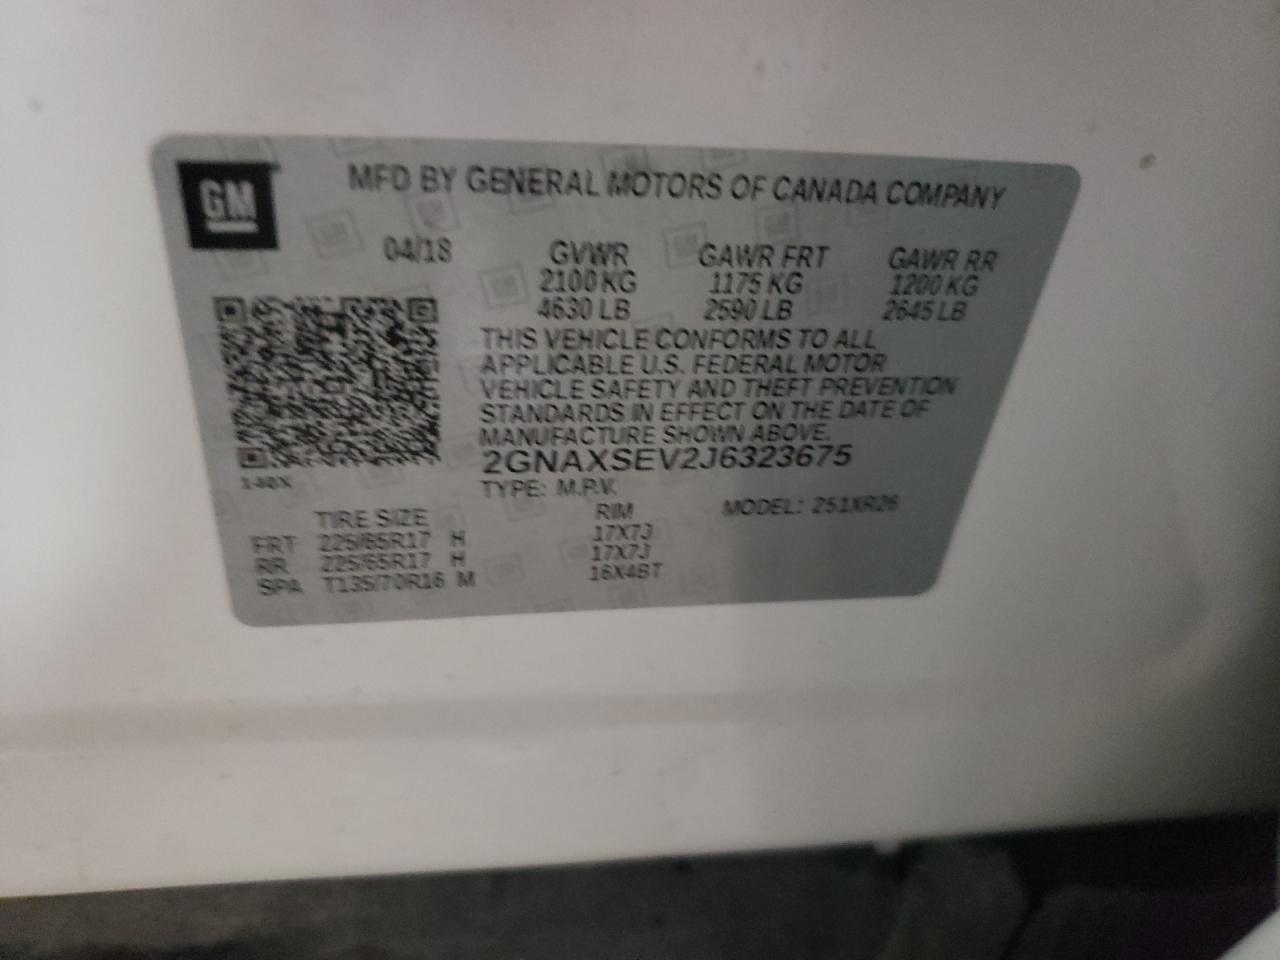 GM
MFD BY GENERAL MOTORS OF CANADA COMPANY
04/18 GVWR GAWR FRT GAWR RR
2100KG 1175 KG 1200 KG
4630 LB 2590 LB 2645 LB
THIS VEHICLE CONFORMS TO ALL
APPLICABLE U.S. FEDERAL MOTOR
VEHICLE SAFETY AND THEFT PREVENTION
STANDARDS IN EFFECT ON THE DATE OF
MANUFACTURE SHOWN ABOVE.
2GNAXSEV2J6323675
TYPE: M.P.V. MODEL: 251XR26
TIRE SIZE RIM
FRT 225/65R17 H 17X7J
RR 225/65R17 H 17X7J
SPA T135/70R16 M 16X4BT